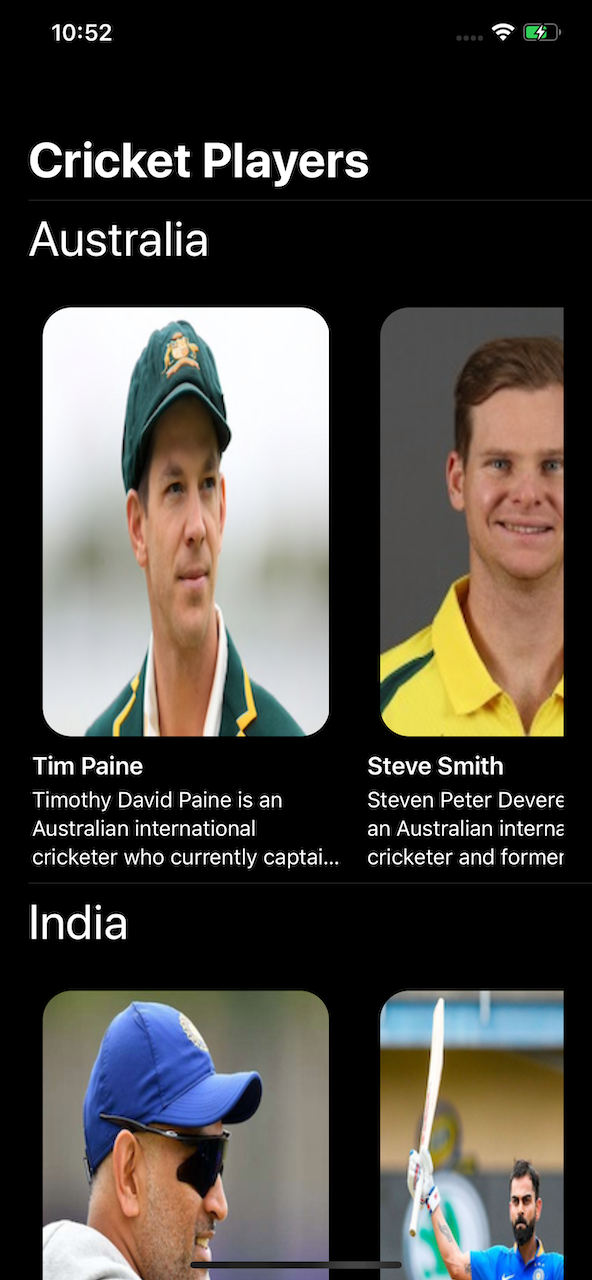 10:52
Cricket Players
Australia
Tim Paine
Timothy David Paine is an
Australian international
cricketer who currently captai...
Steve Smith
Steven Peter Devere
an Australian interna
cricketer and former
India